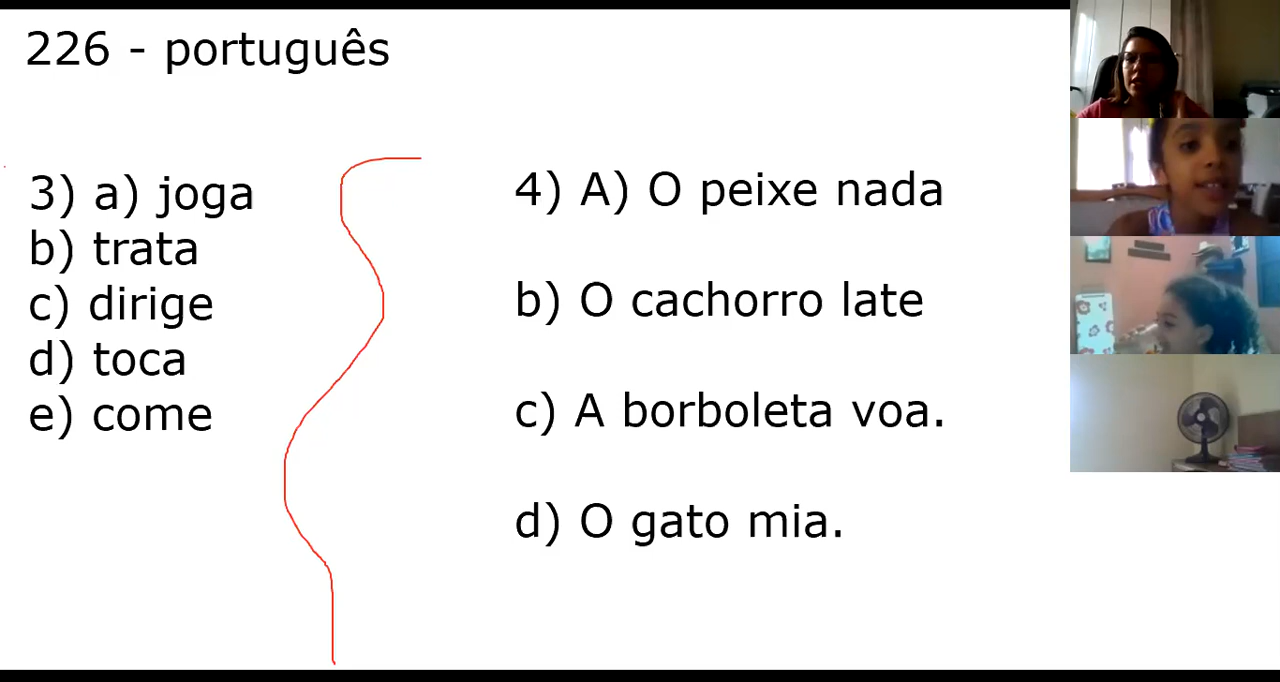 226 - português
3) a) joga
b) trata
c) dirige
d) toca
e) come
4) A) O peixe nada
b) O cachorro late
c) A borboleta voa.
d) O gato mia.